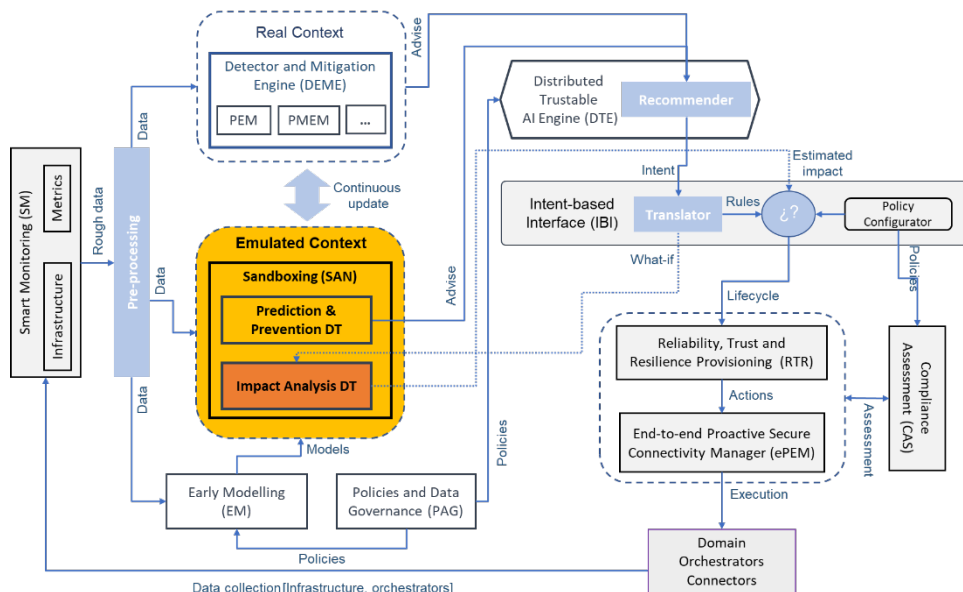 Real Context
Detector and Mitigation
Engine (DEME)
PEM
PMEM
...
Advise
Distributed
Trustable
AI Engine (DTE)
Recommender
Data
Continuous
update
Intent
Estimated
impact
Smart Monitoring (SM)
Metrics
Infrastructure
Rough data
Pre-processing
Data
Data
Emulated Context
Sandboxing (SAN)
Prediction &
Prevention DT
Impact Analysis DT
Advise
Intent-based
Interface (IBI)
Translator
Rules
¿?
Policy
Configurator
What-if
Policies
Lifecycle
Reliability, Trust and
Resilience Provisioning (RTR)
Actions
End-to-end Proactive Secure
Connectivity Manager (ePEM)
Assessment
Compliance
Assessment (CAS)
Models
Policies
Early Modelling
(EM)
Policies and Data
Governance (PAG)
Execution
Policies
Domain
Orchestrators
Connectors
Data collection[Infrastructure, orchestrators]